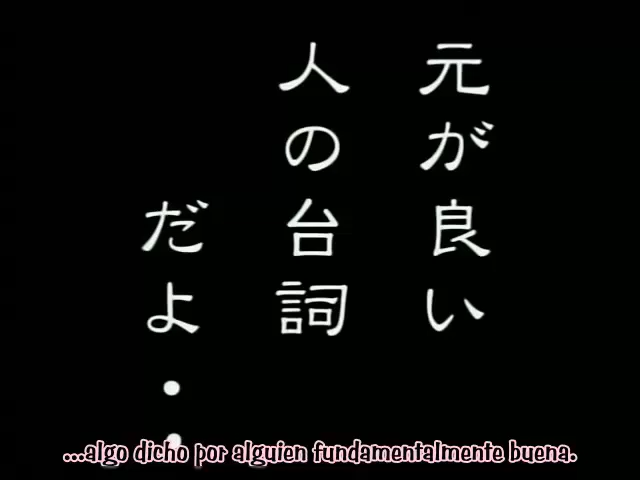 元が良い
人の台詞
だよ・・
...algo dicho por alguien fundamentalmente buena.